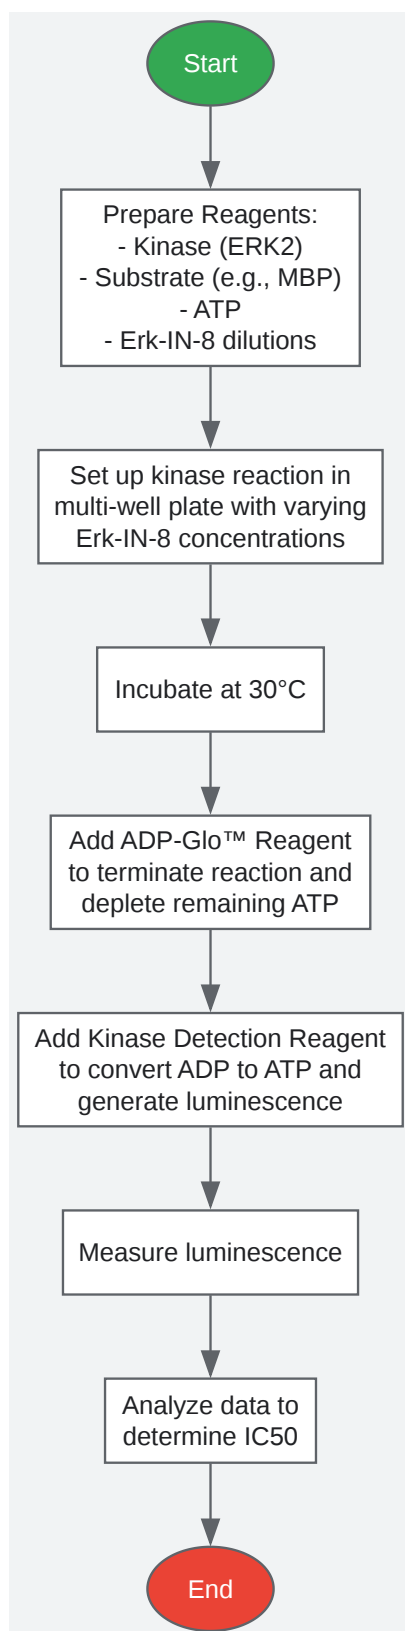 Start
Prepare Reagents:
- Kinase (ERK2)
- Substrate (e.g., MBP)
- ATP
- Erk-IN-8 dilutions
Set up kinase reaction in
multi-well plate with varying
Erk-IN-8 concentrations
Incubate at 30°C
Add ADP-Glo™ Reagent
to terminate reaction and
deplete remaining ATP
Add Kinase Detection Reagent
to convert ADP to ATP and
generate luminescence
Measure luminescence
Analyze data to
determine IC50
End